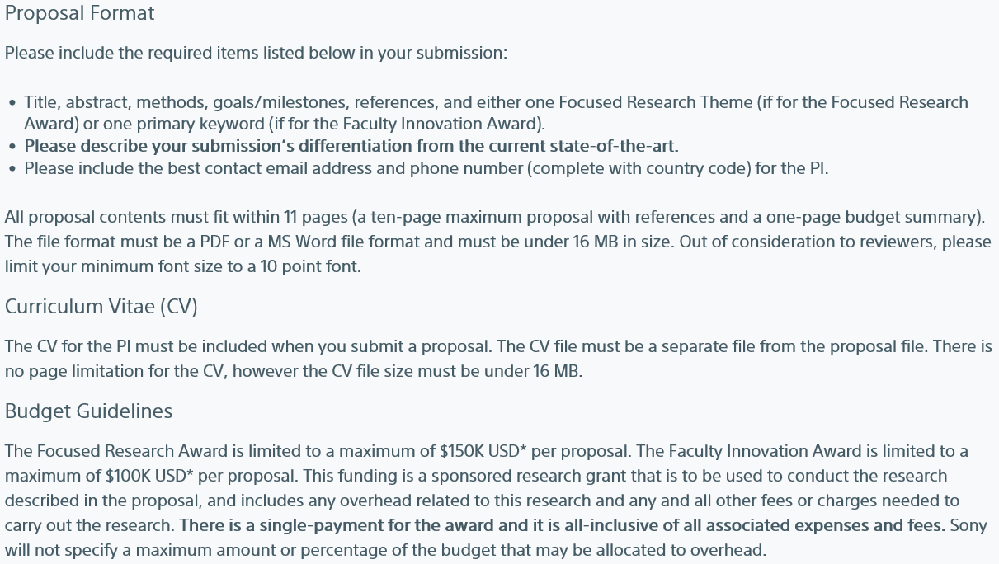 Proposal Format
Please include the required items listed below in your submission:
• Title, abstract, methods, goals/milestones, references, and either one Focused Research Theme (if for the Focused Research
Award) or one primary keyword (if for the Faculty Innovation Award).
• Please describe your submission's differentiation from the current state-of-the-art.
• Please include the best contact email address and phone number (complete with country code) for the PI.
All proposal contents must fit within 11 pages (a ten-page maximum proposal with references and a one-page budget summary).
The file format must be a PDF or a MS Word file format and must be under 16 MB in size. Out of consideration to reviewers, please
limit your minimum font size to a 10 point font.
Curriculum Vitae (CV)
The CV for the PI must be included when you submit a proposal. The CV file must be a separate file from the proposal file. There is
no page limitation for the CV, however the CV file size must be under 16 MB.
Budget Guidelines
The Focused Research Award is limited to a maximum of $150K USD* per proposal. The Faculty Innovation Award is limited to a
maximum of $100K USD* per proposal. This funding is a sponsored research grant that is to be used to conduct the research
described in the proposal, and includes any overhead related to this research and any and all other fees or charges needed to
carry out the research. There is a single-payment for the award and it is all-inclusive of all associated expenses and fees. Sony
will not specify a maximum amount or percentage of the budget that may be allocated to overhead.